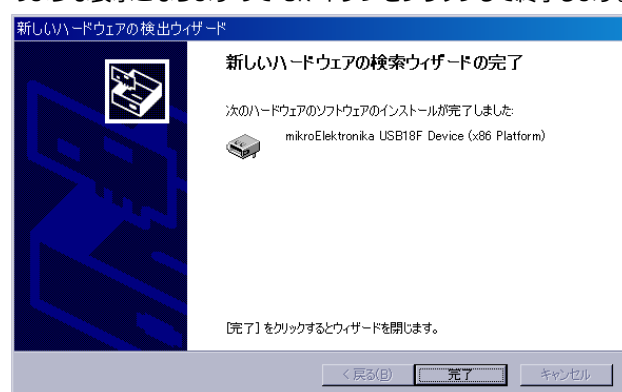 新しいハードウェアの検出ウィザード
新しいハードウェアの検索ウィザードの完了
次のハードウェアのソフトウェアのインストールが完了しました:
mikroElektronika USB18F Device (x86 Platform)
[完了] をクリックするとウィザードを閉じます。
< 戻る(B)
完了
キャンセル